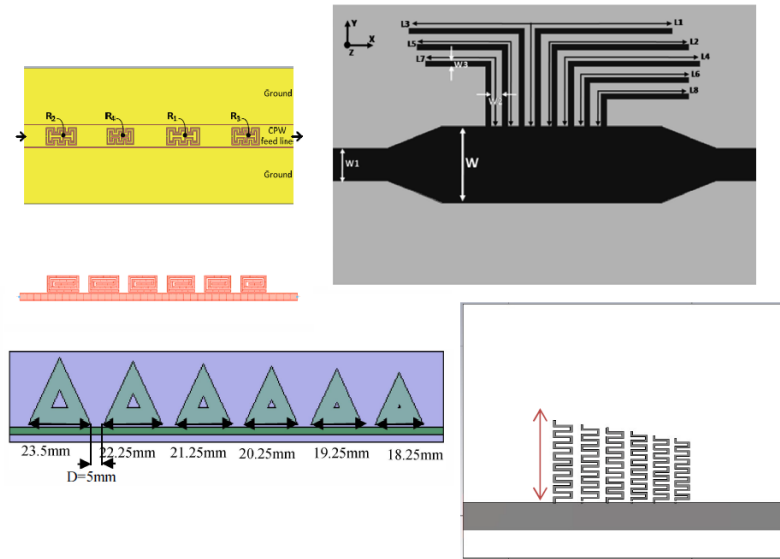 Ground
R2
R4
R1
R3
CPW
feed line
Ground
Y
X
Z
L3
L1
L5
L2
L7
W3
L4
L6
L8
W1
W
23.5mm
22.25mm
21.25mm
20.25mm
19.25mm
18.25mm
D=5mm